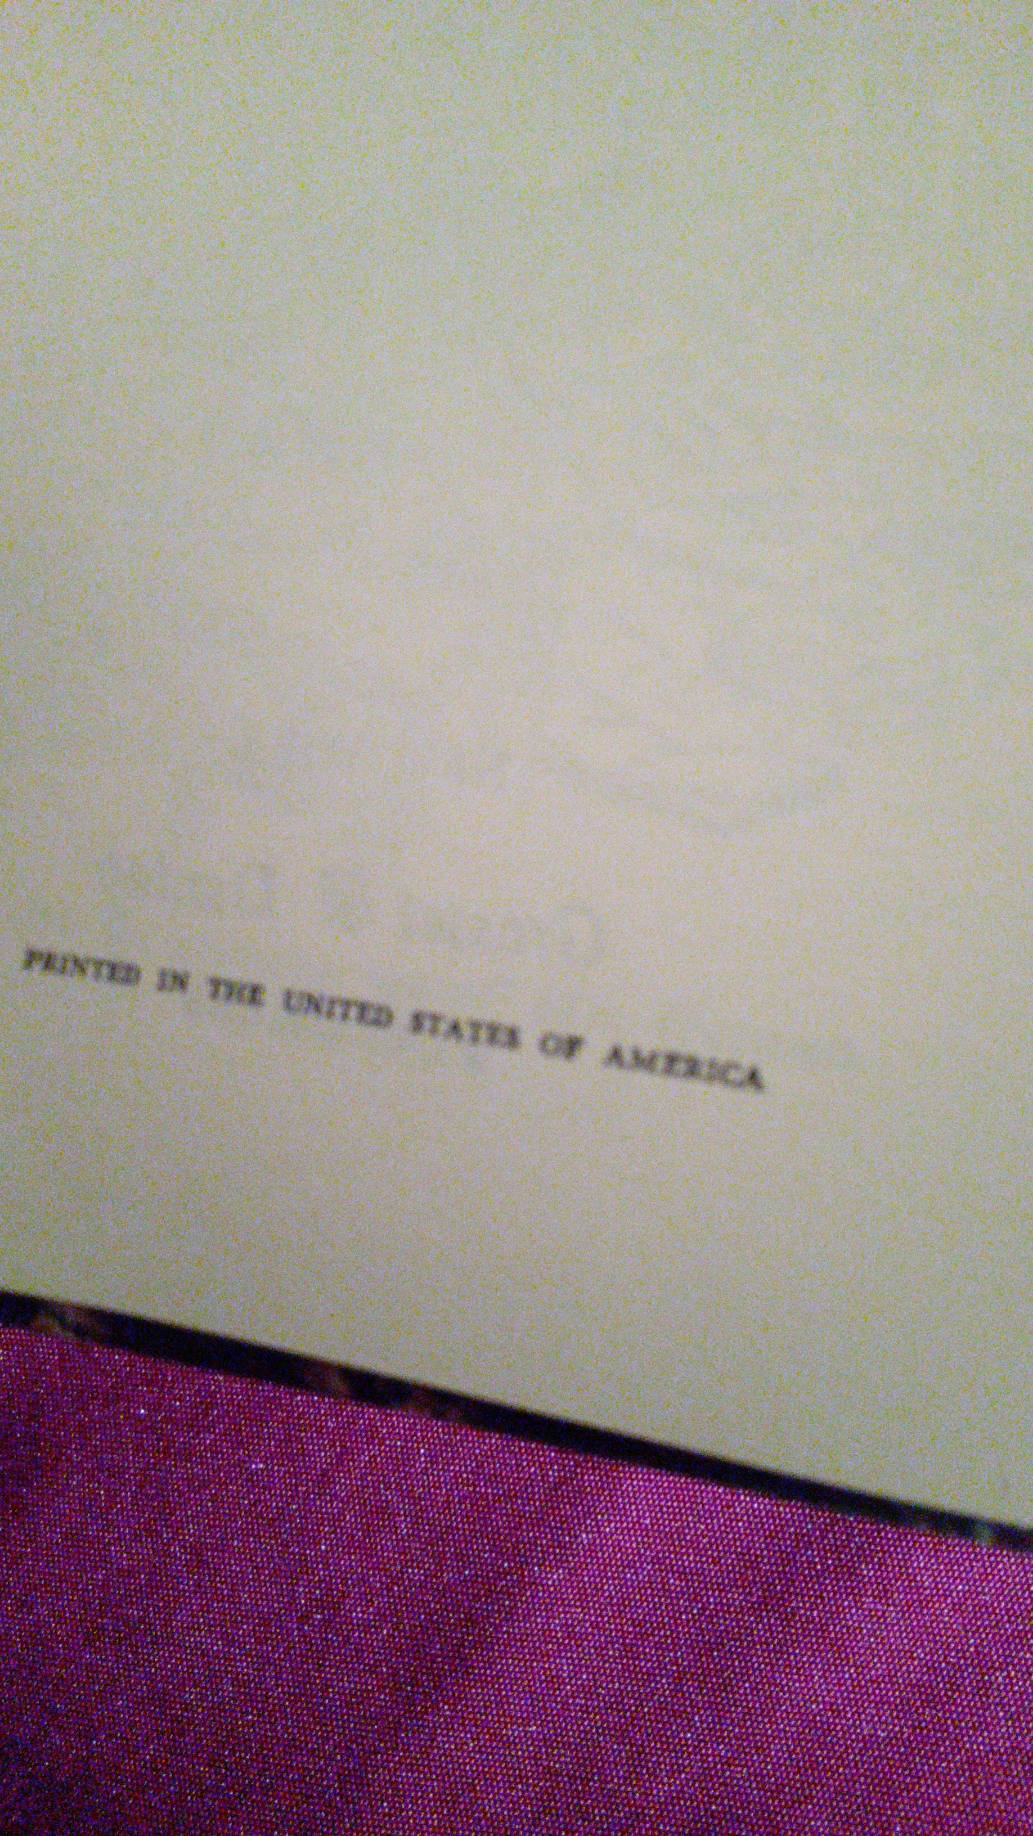 PRINTED IN THE UNITED STATES OF AMERICA